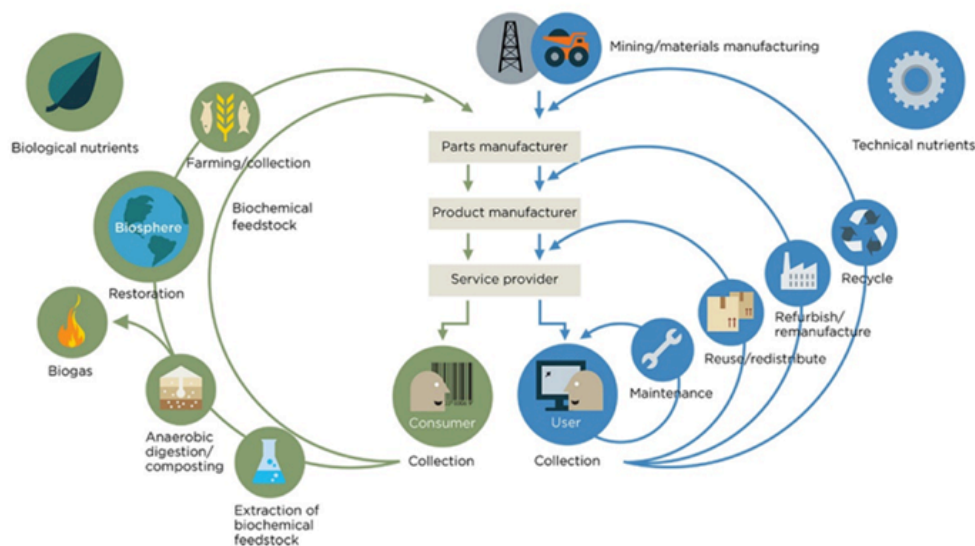 Mining/materials manufacturing
Biological nutrients
Technical nutrients
Farming/collection
Parts manufacturer
Biochemical
feedstock
Product manufacturer
Biosphere
Recycle
Restoration
Service provider
Refurbish/
remanufacture
Reuse/redistribute
Biogas
Maintenance
Consumer
User
Anaerobic
digestion/
composting
Collection
Collection
Extraction of
biochemical
feedstock